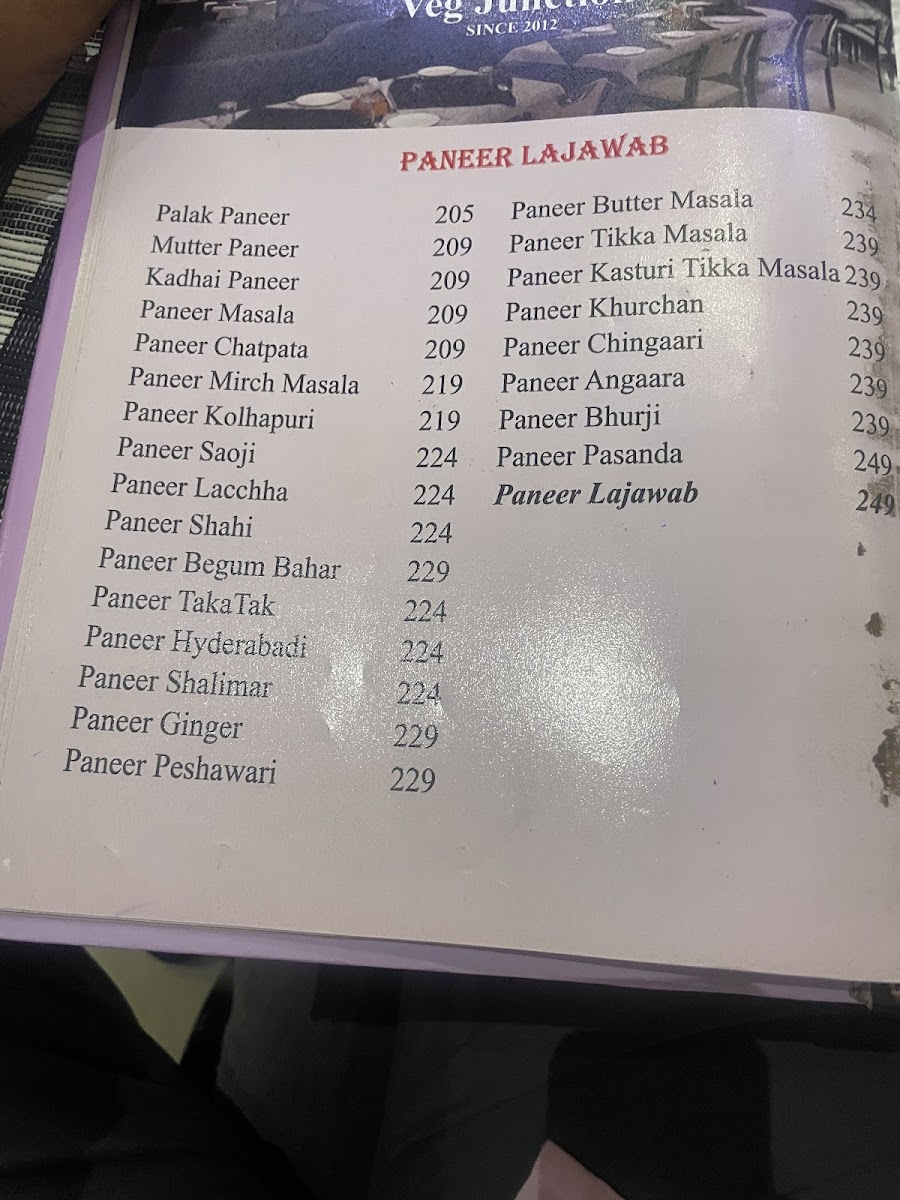 Veg Junction
SINCE 2012
PANEER LAJAWAB
Palak Paneer 205
Mutter Paneer 209
Kadhai Paneer 209
Paneer Masala 209
Paneer Chatpata 209
Paneer Mirch Masala 219
Paneer Kolhapuri 219
Paneer Saoji 224
Paneer Lacchha 224
Paneer Shahi 224
Paneer Begum Bahar 229
Paneer TakaTak 224
Paneer Hyderabadi 224
Paneer Shalimar 224
Paneer Ginger 229
Paneer Peshawari 229
Paneer Butter Masala 234
Paneer Tikka Masala 239
Paneer Kasturi Tikka Masala 239
Paneer Khurchan 239
Paneer Chingaari 239
Paneer Angaara 239
Paneer Bhurji 239
Paneer Pasanda 249
Paneer Lajawab 249